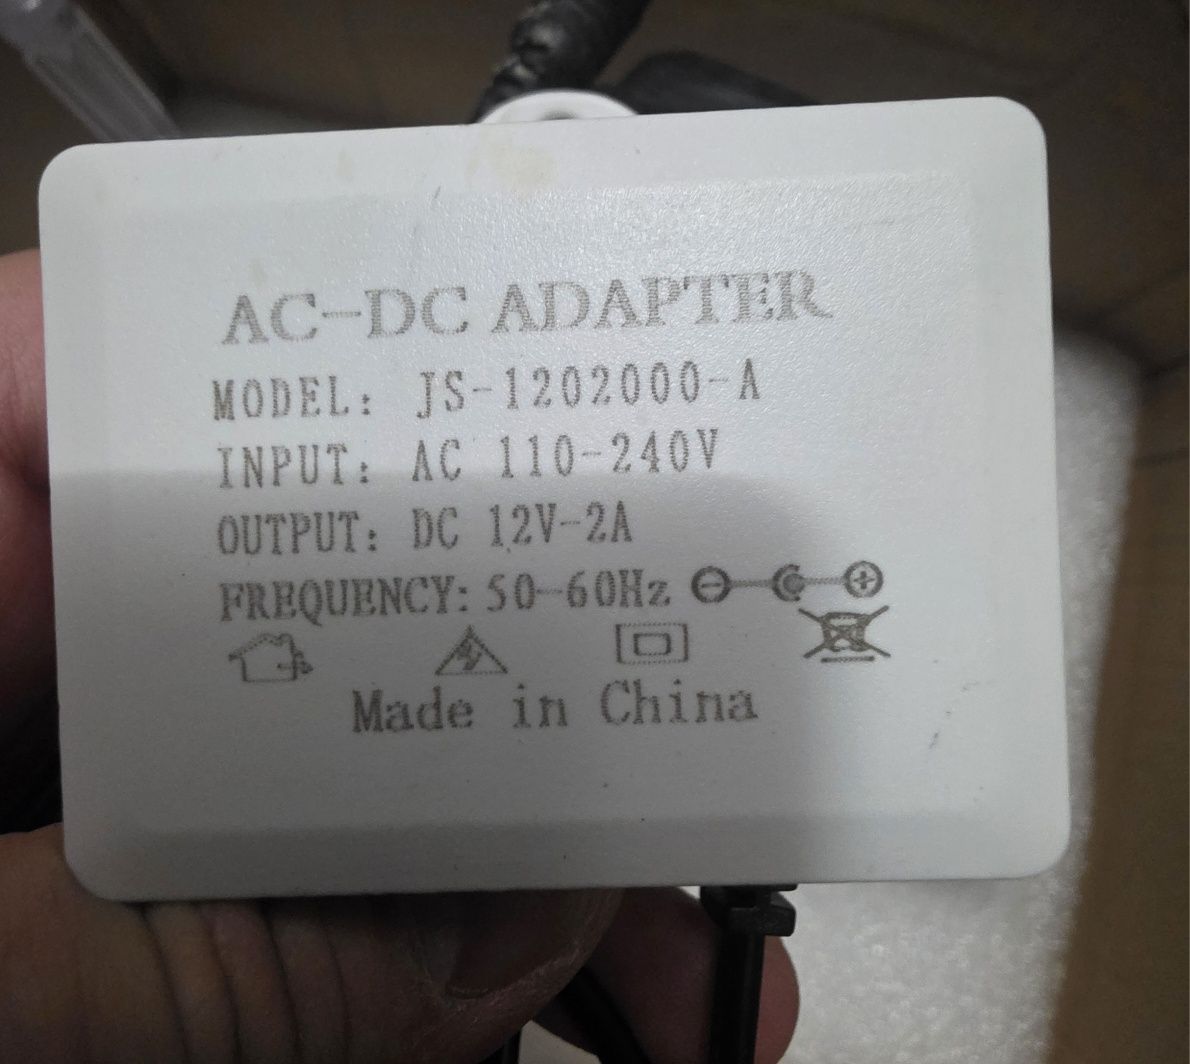 AC-DC ADAPTER
MODEL: JS-1202000-A
INPUT: AC 110-240V
OUTPUT: DC 12V-2A
FREQUENCY: 50-60Hz
Made in China